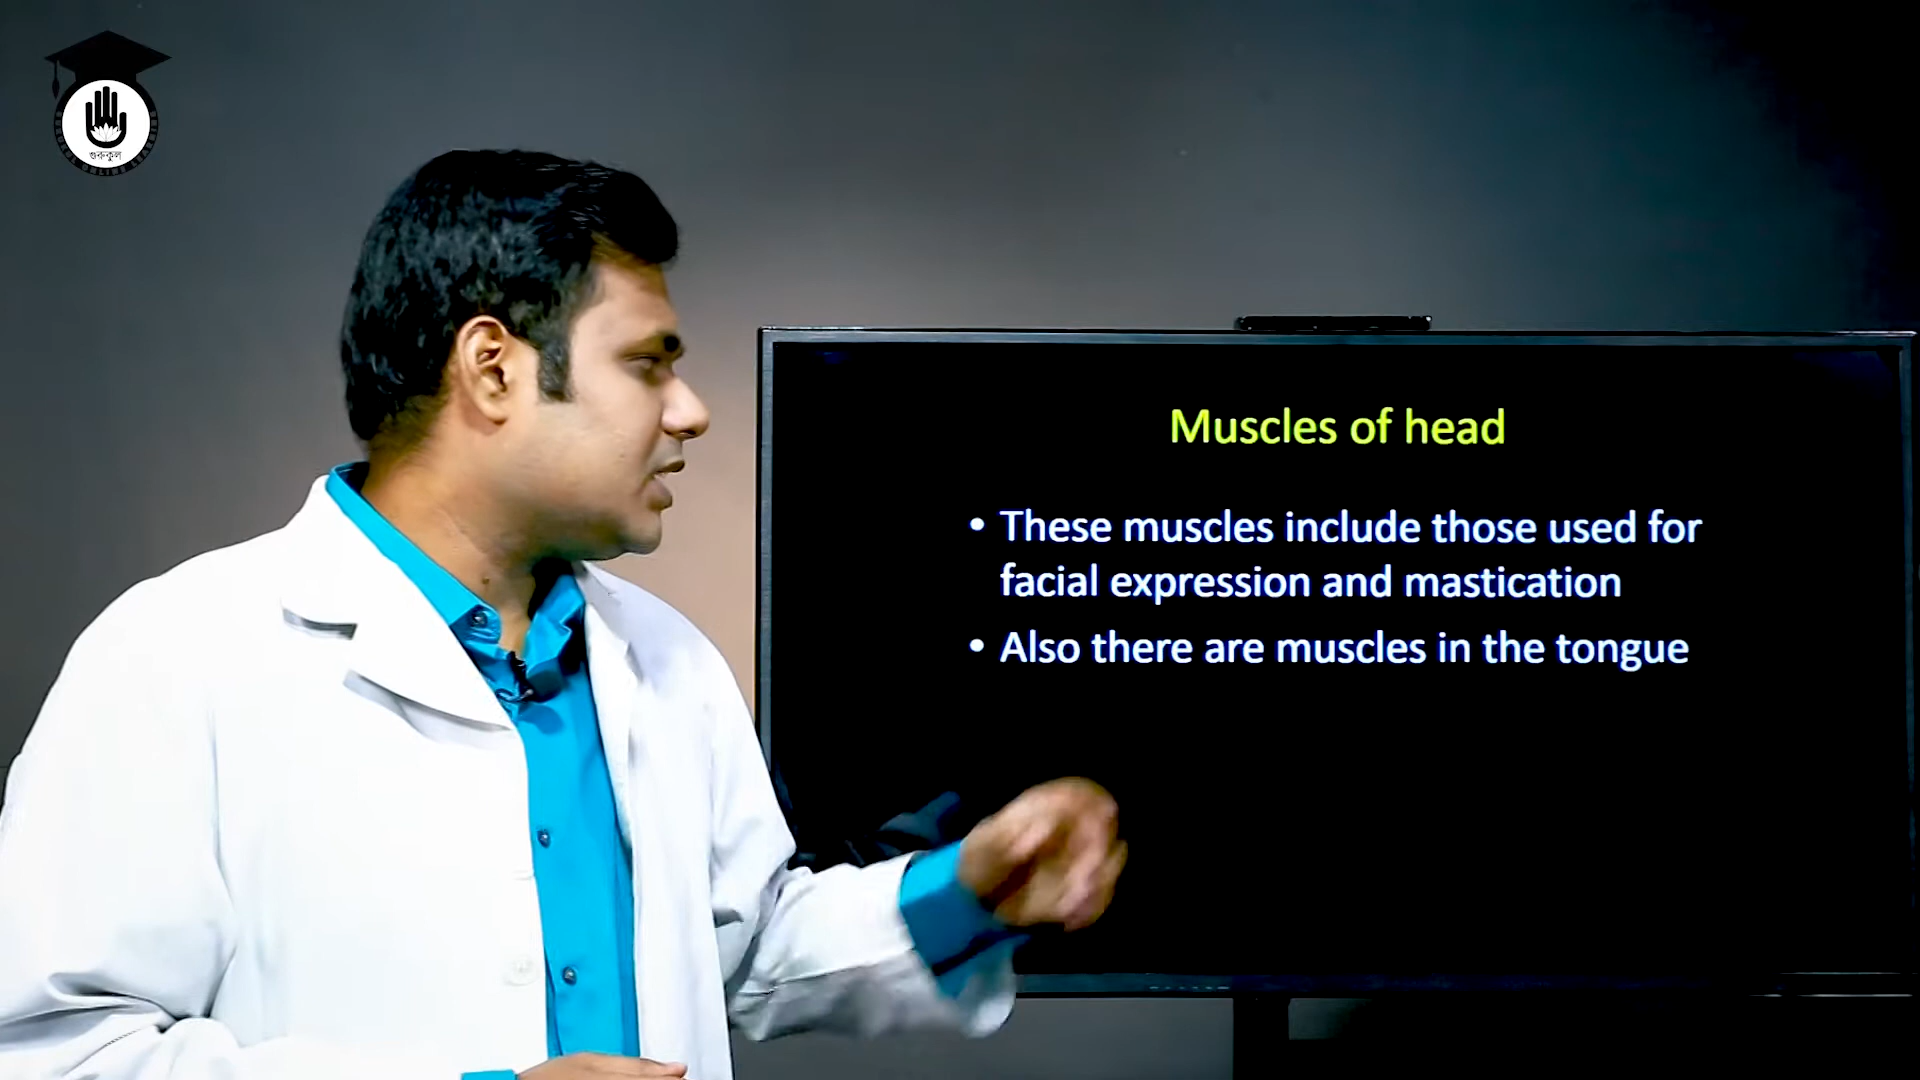 গুরুকুল
Muscles of head
• These muscles include those used for
facial expression and mastication
• Also there are muscles in the tongue